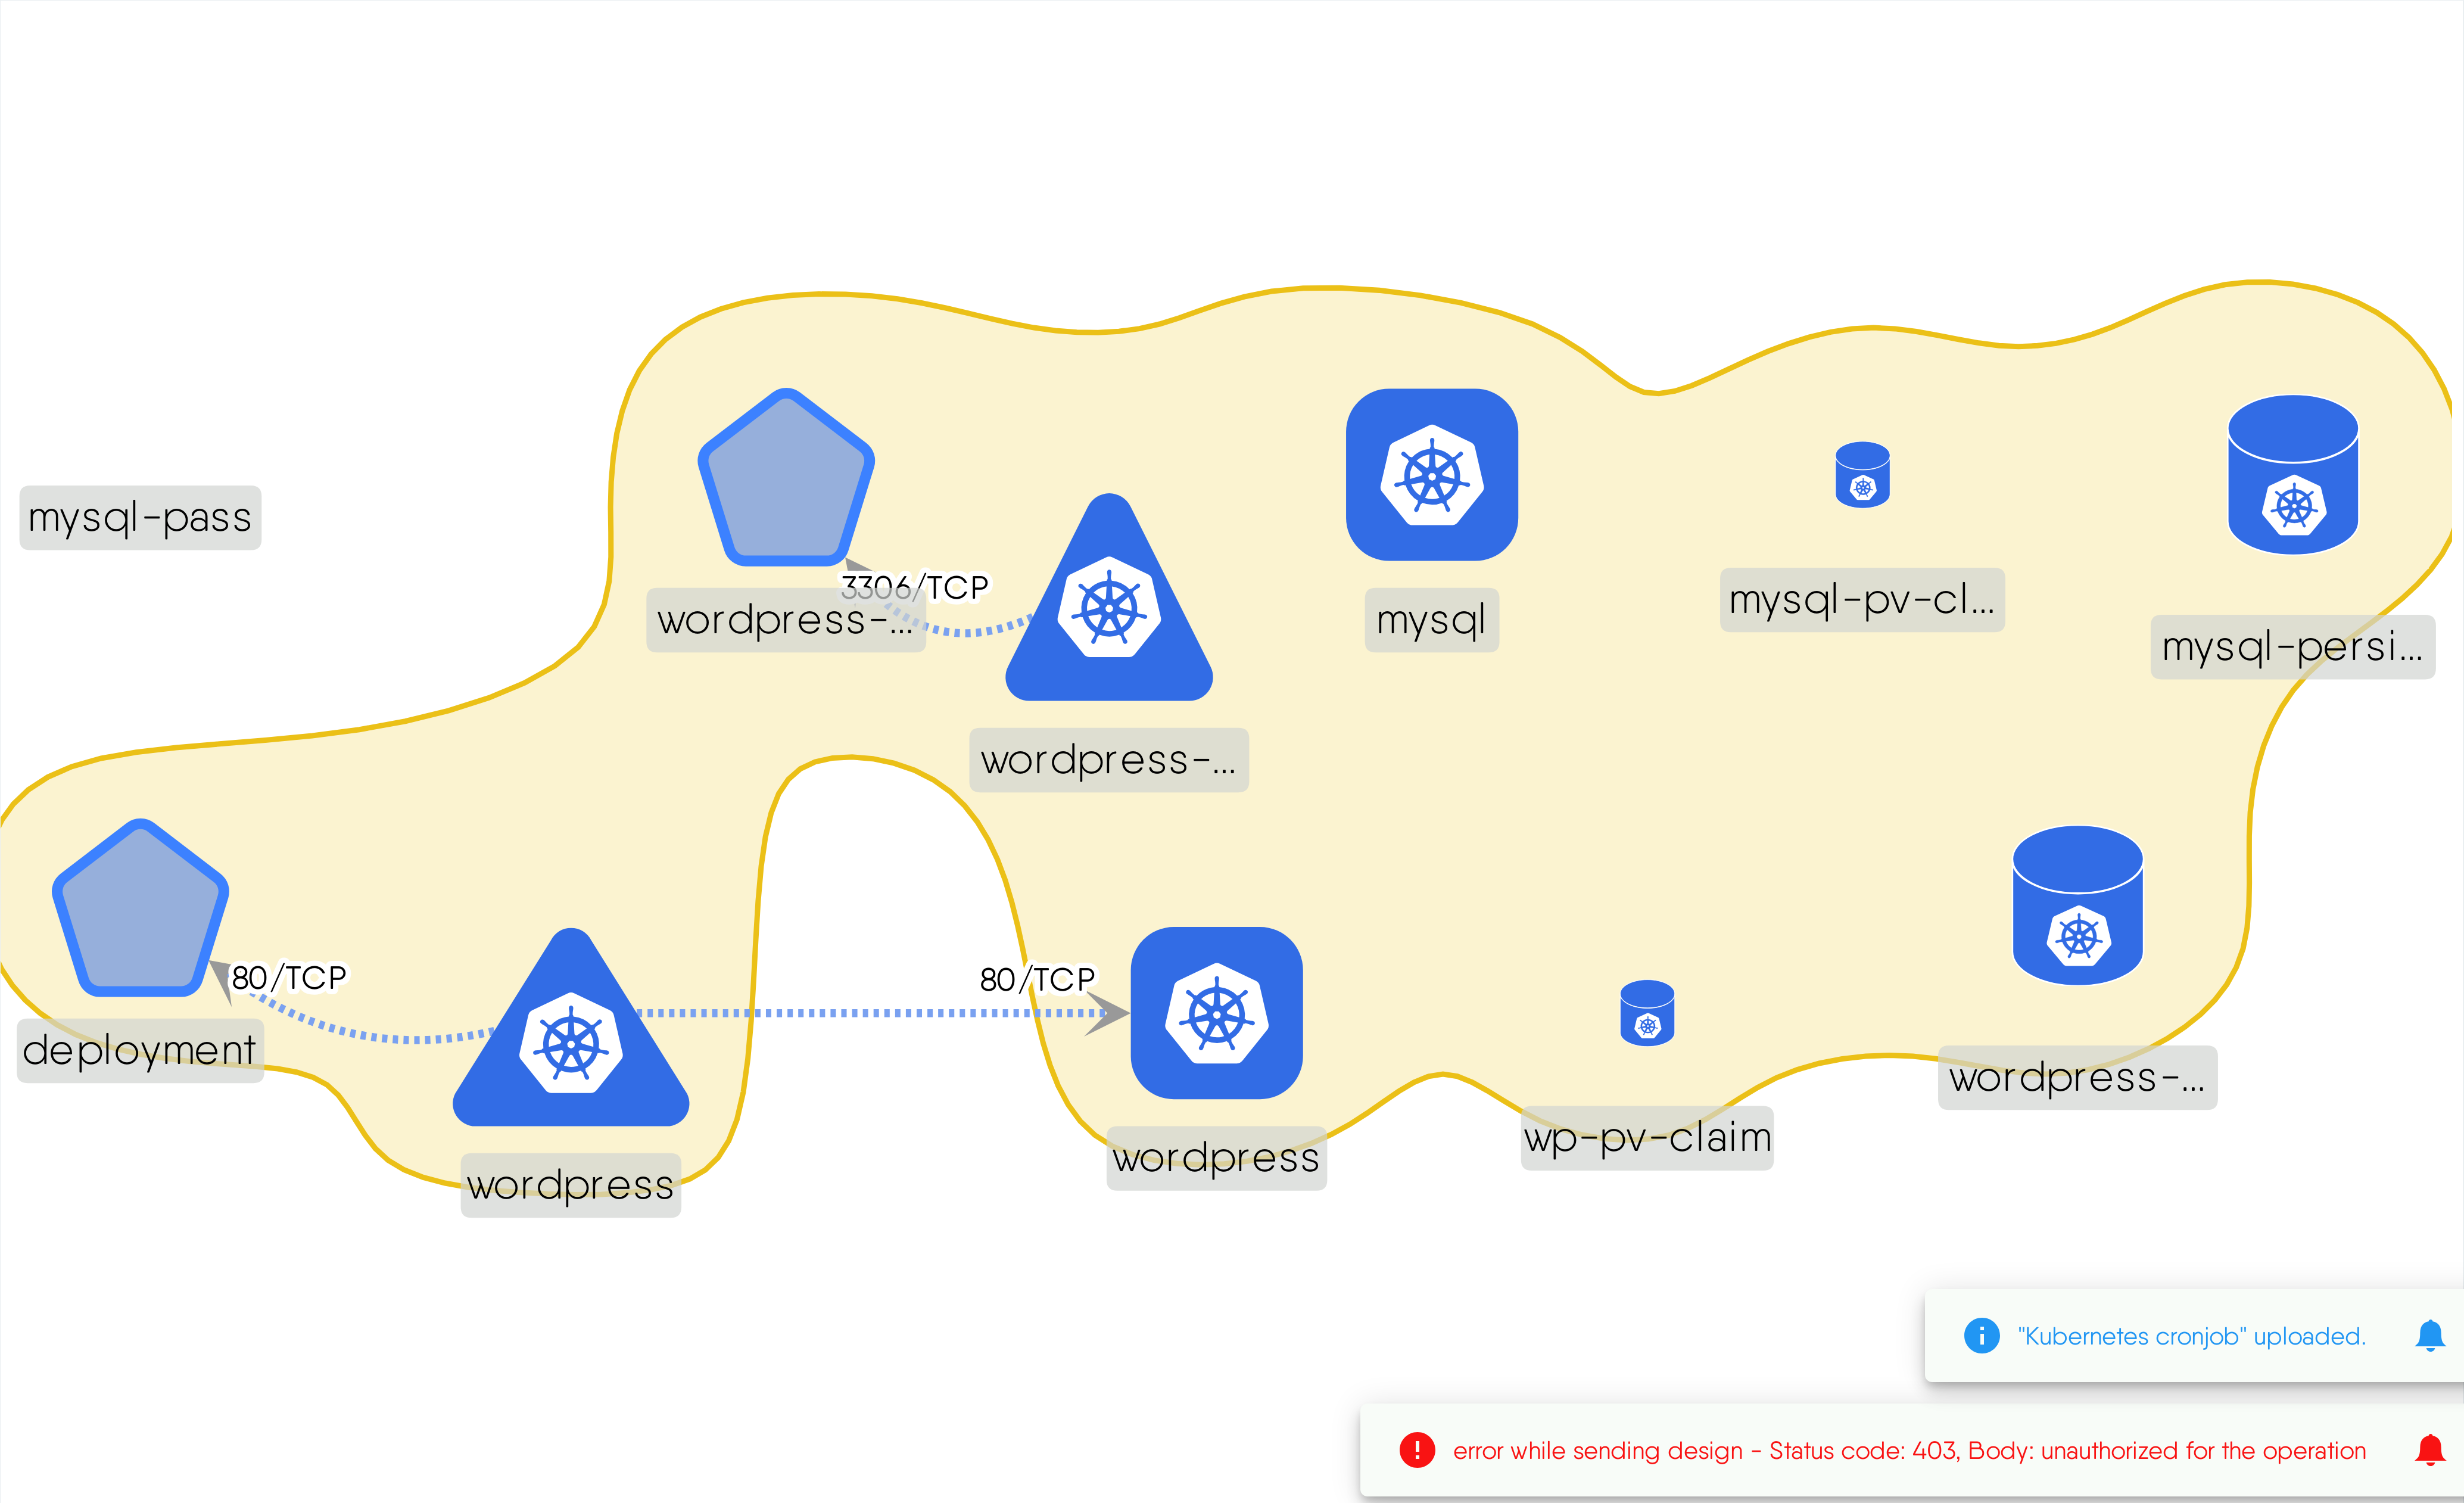 mysql-pass
3306/TCP
wordpress-...
mysql
mysql-pv-cl...
mysql-persi...
wordpress-...
80/TCP
deployment
wordpress
80/TCP
wordpress
wp-pv-claim
wordpress-...
"Kubernetes cronjob" uploaded.
error while sending design - Status code: 403, Body: unauthorized for the operation